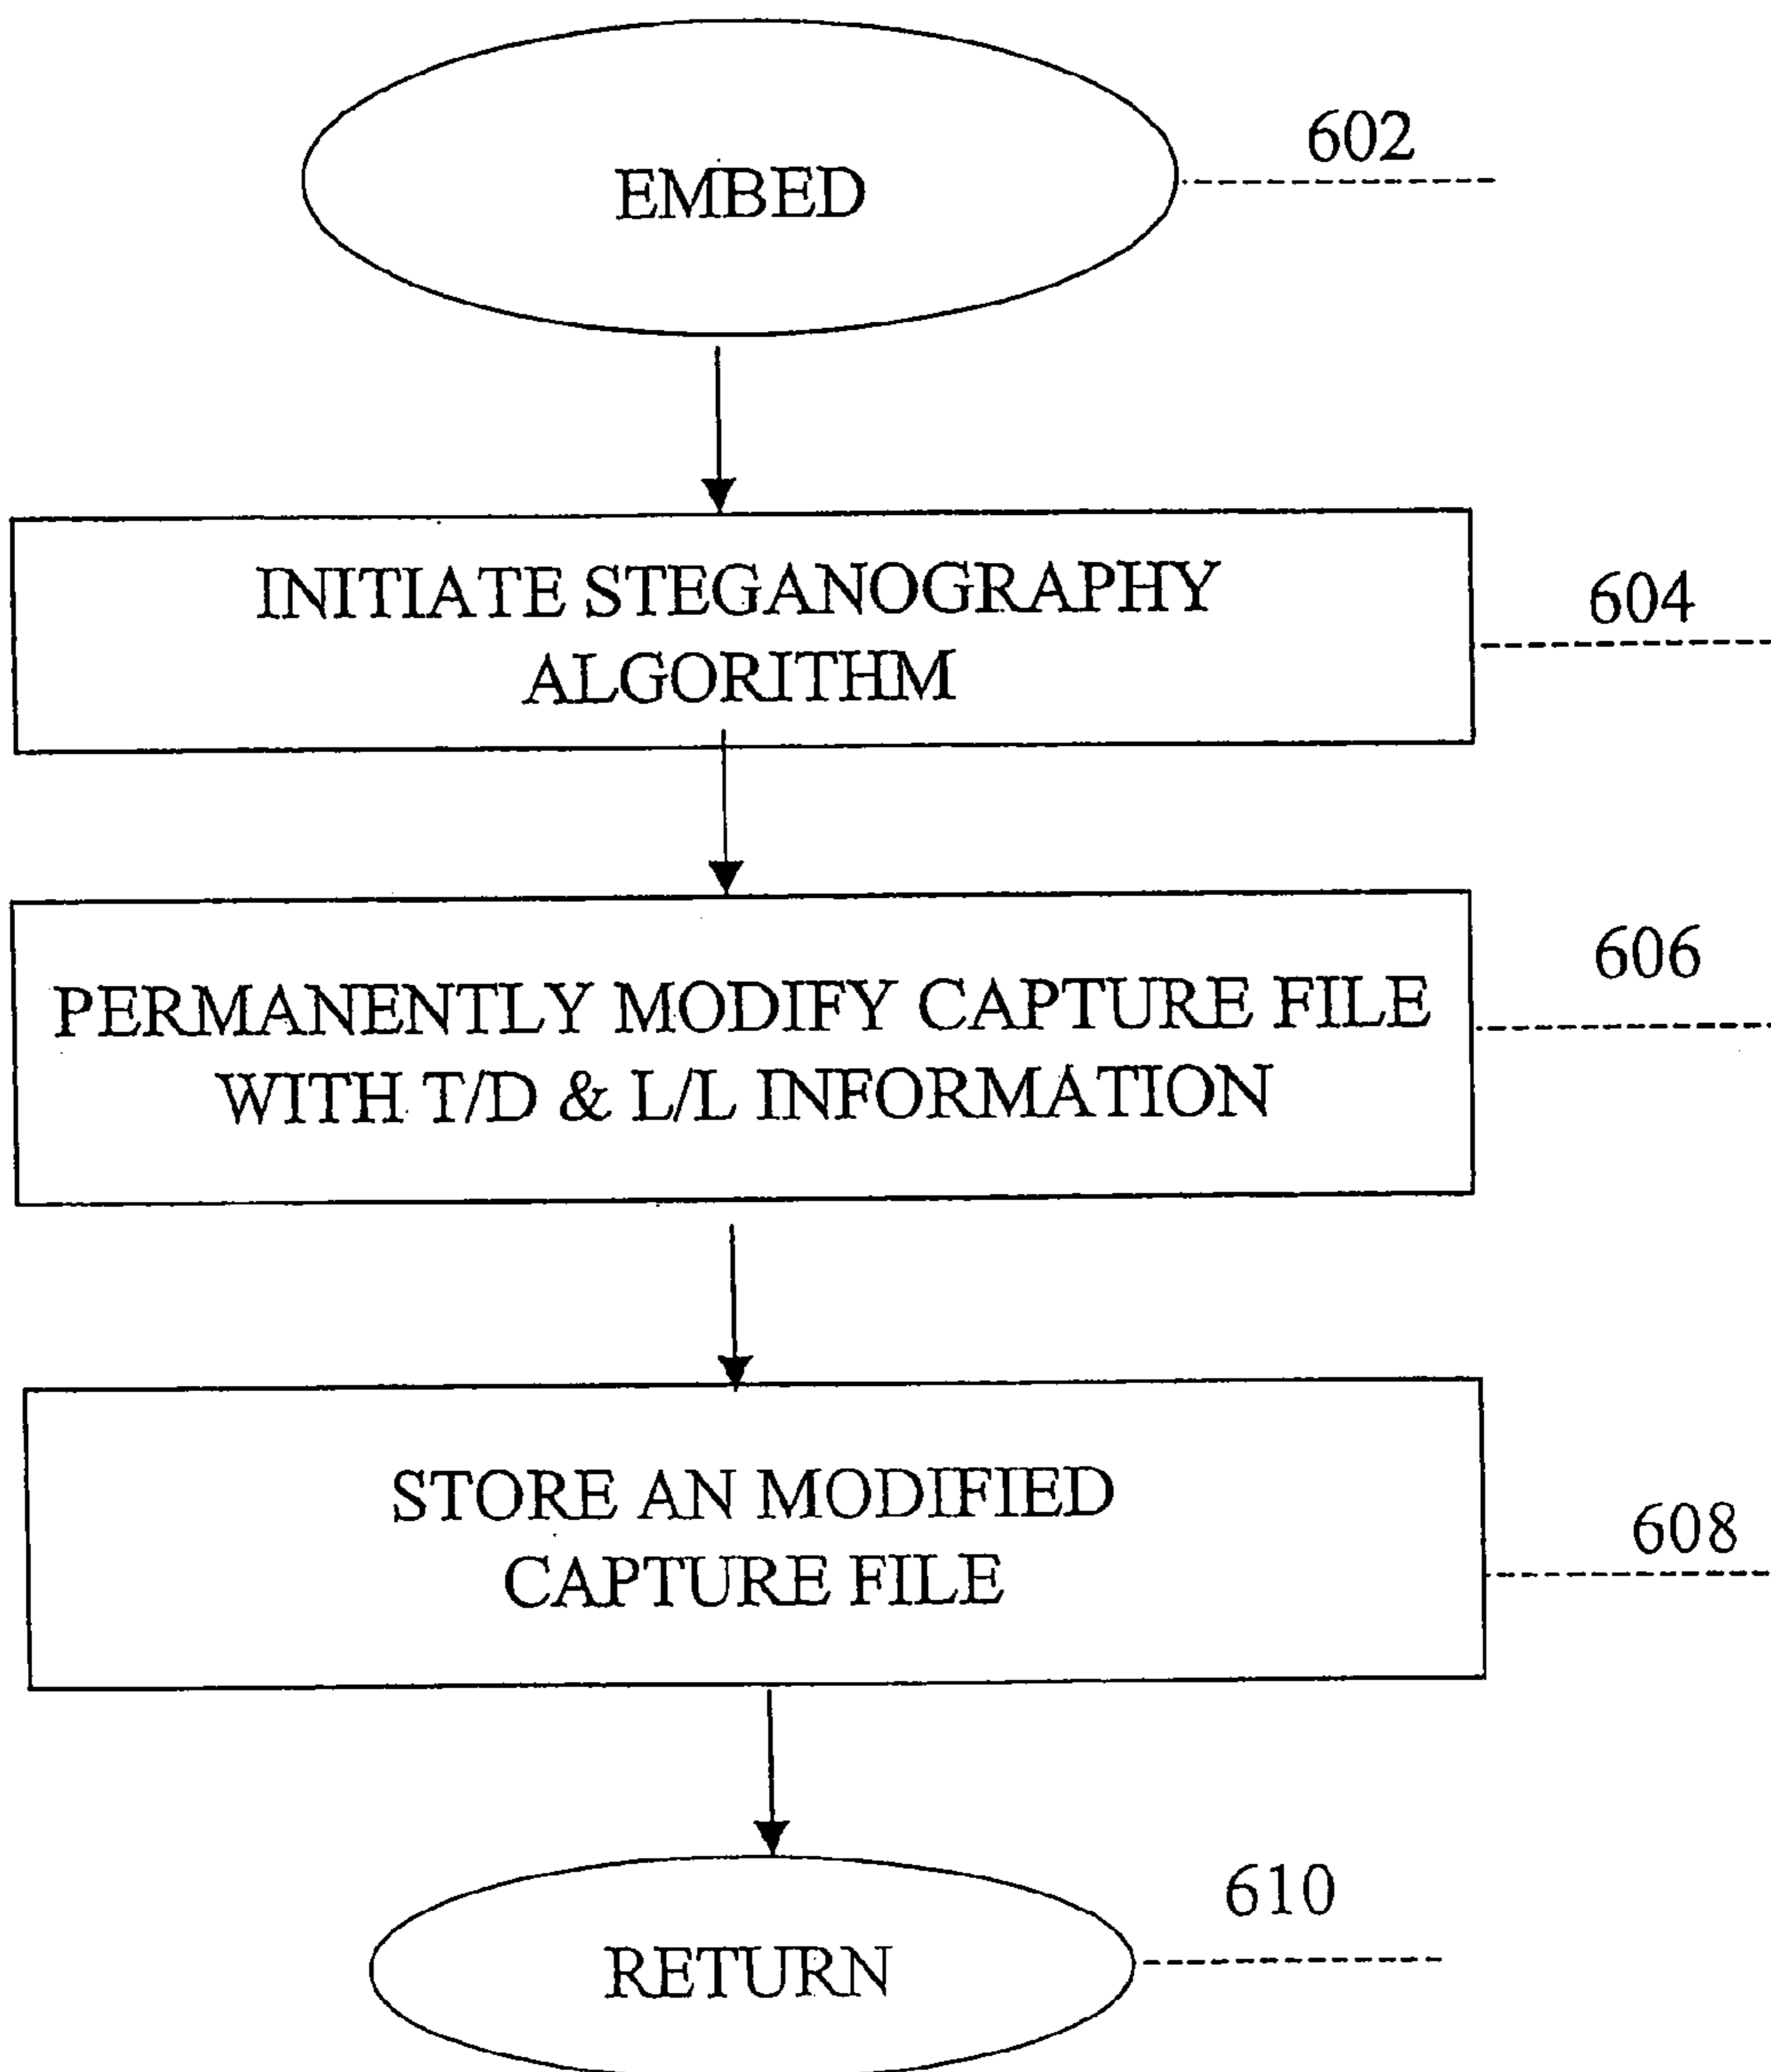 EMBED
602
INITIATE STEGANOGRAPHY
ALGORITHM
604
PERMANENTLY MODIFY CAPTURE FILE
WITH T/D & L/L INFORMATION
606
STORE AN MODIFIED
CAPTURE FILE
608
RETURN
610